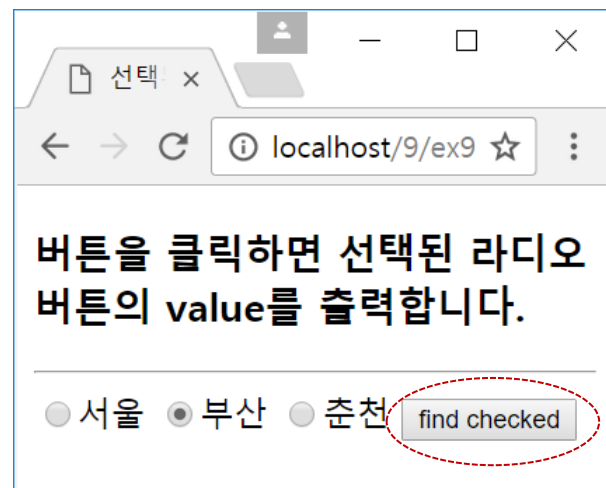 선택
localhost/9/ex9
버튼을 클릭하면 선택된 라디오
버튼의 value를 출력합니다.
서울 부산 춘천 find checked